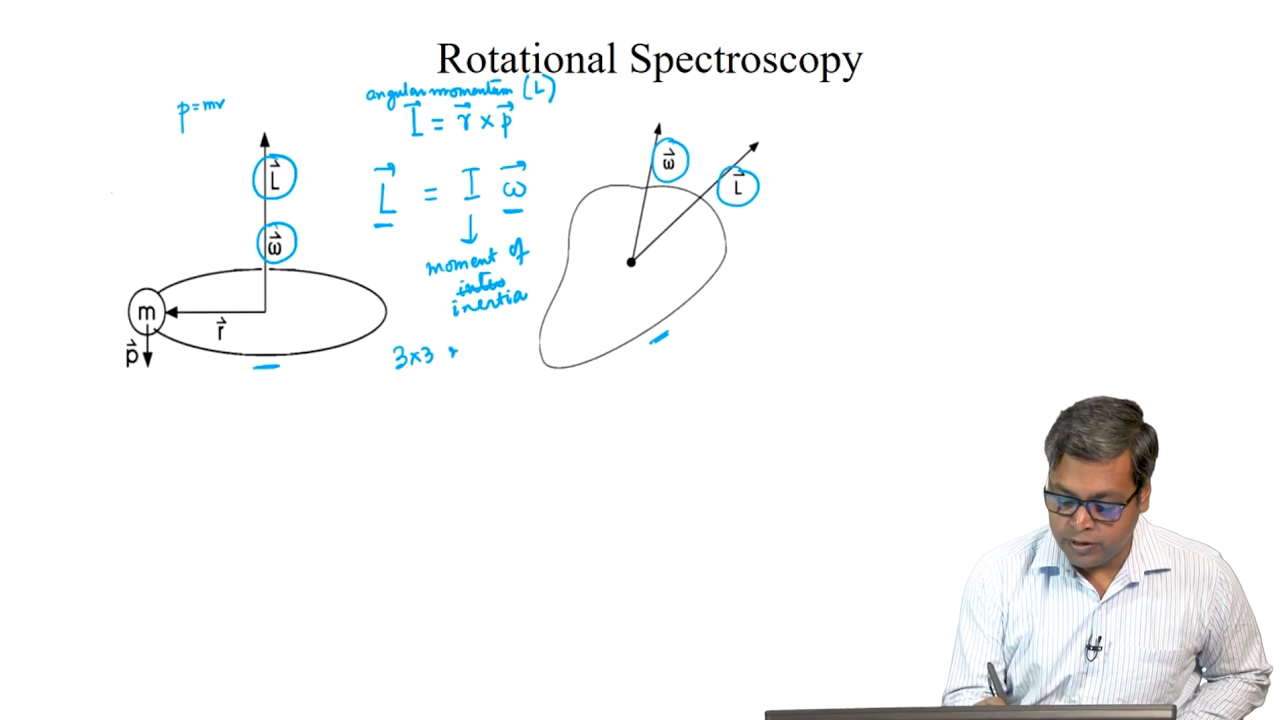 Rotational Spectroscopy
angular momentum (L)
p = mv
L⃗ = r⃗ × p⃗
L⃗
ω⃗
L⃗ = I ω⃗
ω⃗
L⃗
moment of
inertia
m
r⃗
p⃗
3×3